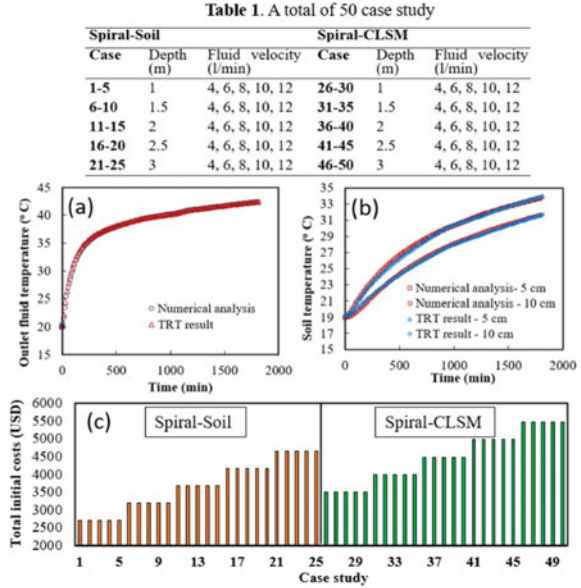 Table 1. A total of 50 case study
Spiral-Soil Spiral-CLSM
Case Depth (m) Fluid velocity (l/min) Case Depth (m) Fluid velocity (l/min)
1-5 1 4, 6, 8, 10, 12 26-30 1 4, 6, 8, 10, 12
6-10 1.5 4, 6, 8, 10, 12 31-35 1.5 4, 6, 8, 10, 12
11-15 2 4, 6, 8, 10, 12 36-40 2 4, 6, 8, 10, 12
16-20 2.5 4, 6, 8, 10, 12 41-45 2.5 4, 6, 8, 10, 12
21-25 3 4, 6, 8, 10, 12 46-50 3 4, 6, 8, 10, 12
(a)
Outlet fluid temperature (° C)
45
40
35
30
25
20
15
Numerical analysis
TRT result
0 500 1000 1500 2000
Time (min)
(b)
Soil temperature (° C)
35
33
31
29
27
25
23
21
19
17
Numerical analysis - 5 cm
Numerical analysis - 10 cm
TRT result - 5 cm
TRT result - 10 cm
0 500 1000 1500 2000
Time (min)
(c)
Total initial costs (USD)
6000
5500
5000
4500
4000
3500
3000
2500
2000
Spiral-Soil
Spiral-CLSM
1 5 9 13 17 21 25 29 33 37 41 45 49
Case study